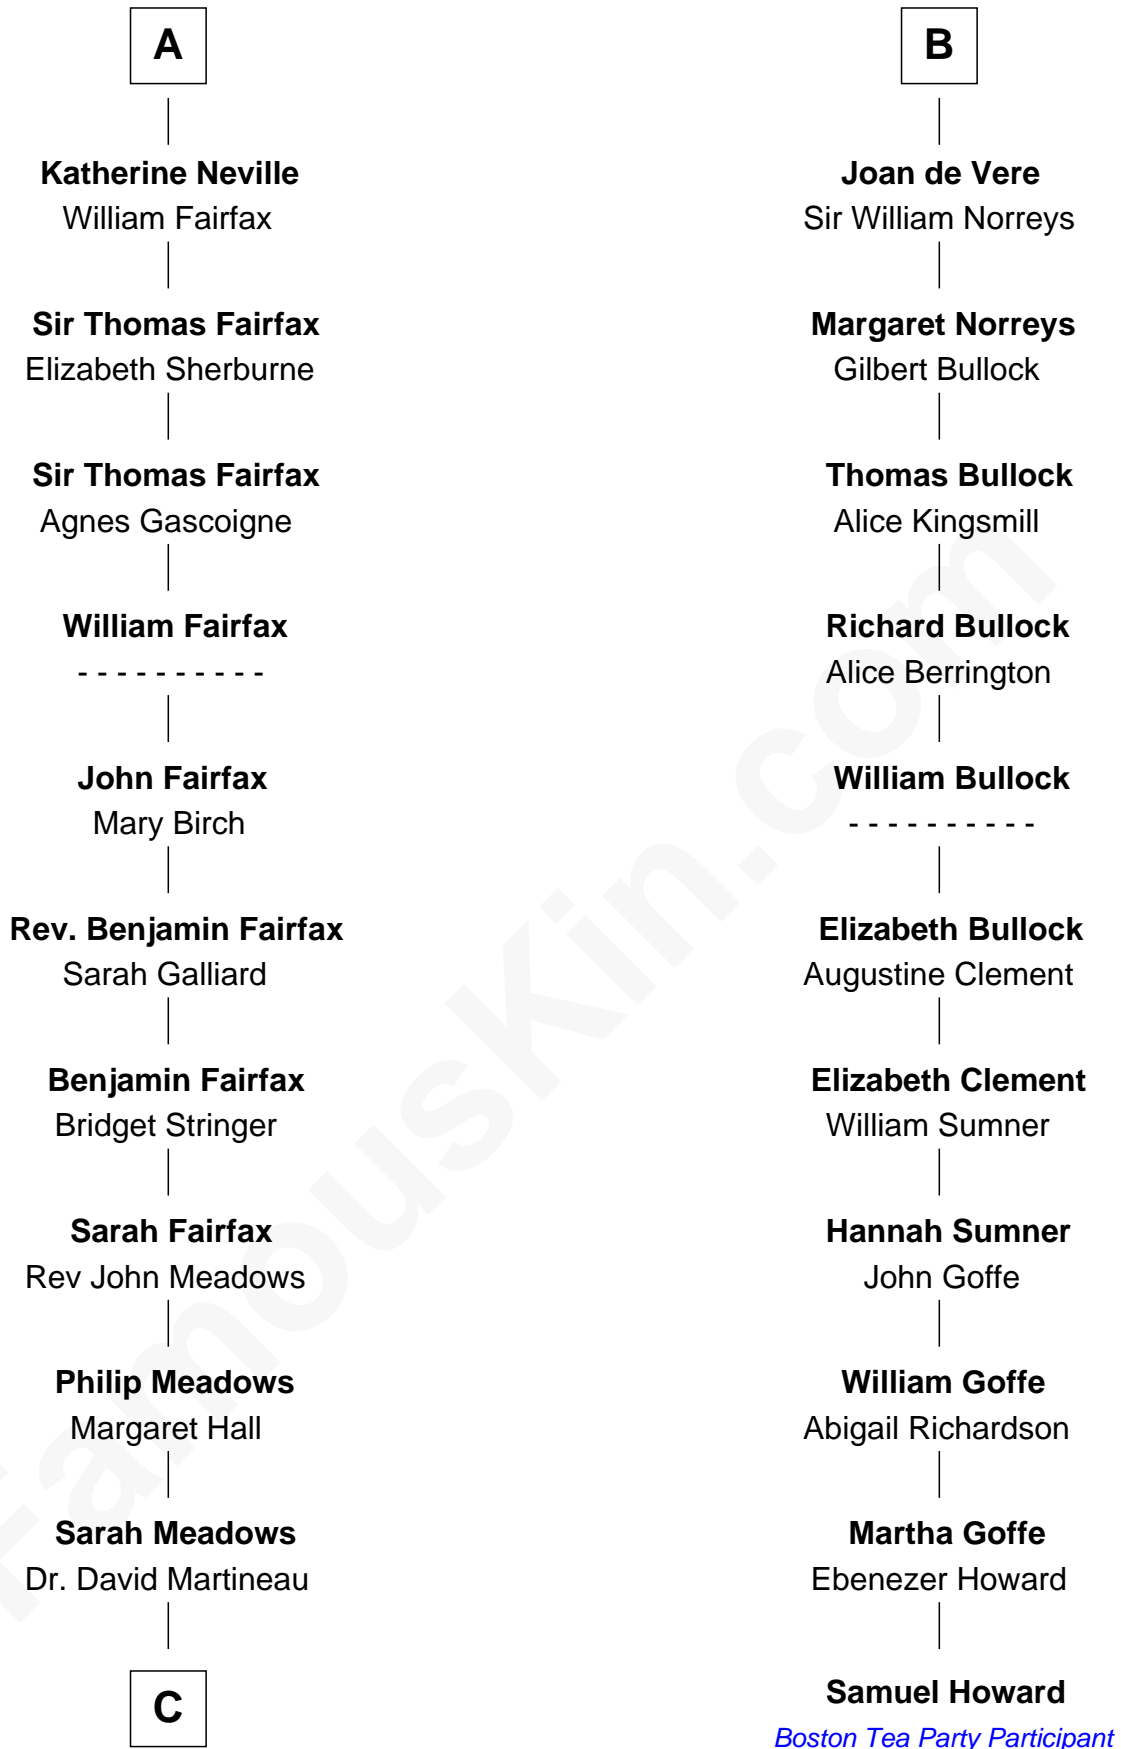 A
Katherine Neville
William Fairfax
Sir Thomas Fairfax
Elizabeth Sherburne
Sir Thomas Fairfax
Agnes Gascoigne
William Fairfax
- - - - - - - - - -
John Fairfax
Mary Birch
Rev. Benjamin Fairfax
Sarah Galliard
Benjamin Fairfax
Bridget Stringer
Sarah Fairfax
Rev John Meadows
Philip Meadows
Margaret Hall
Sarah Meadows
Dr. David Martineau
C
B
Joan de Vere
Sir William Norreys
Margaret Norreys
Gilbert Bullock
Thomas Bullock
Alice Kingsmill
Richard Bullock
Alice Berrington
William Bullock
- - - - - - - - - -
Elizabeth Bullock
Augustine Clement
Elizabeth Clement
William Sumner
Hannah Sumner
John Goffe
William Goffe
Abigail Richardson
Martha Goffe
Ebenezer Howard
Samuel Howard
Boston Tea Party Participant
FamousKin.com